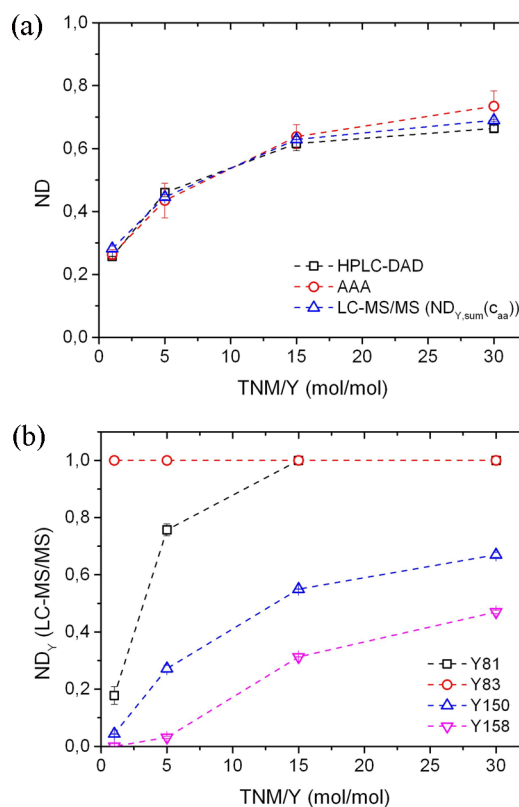 (a)
1,0
0,8
0,6
0,4
0,2
0,0
ND
HPLC-DAD
AAA
LC-MS/MS (ND_Y,sum(c_aa))
0 5 10 15 20 25 30
TNM/Y (mol/mol)
(b)
1,0
0,8
0,6
0,4
0,2
0,0
ND_Y (LC-MS/MS)
Y81
Y83
Y150
Y158
0 5 10 15 20 25 30
TNM/Y (mol/mol)